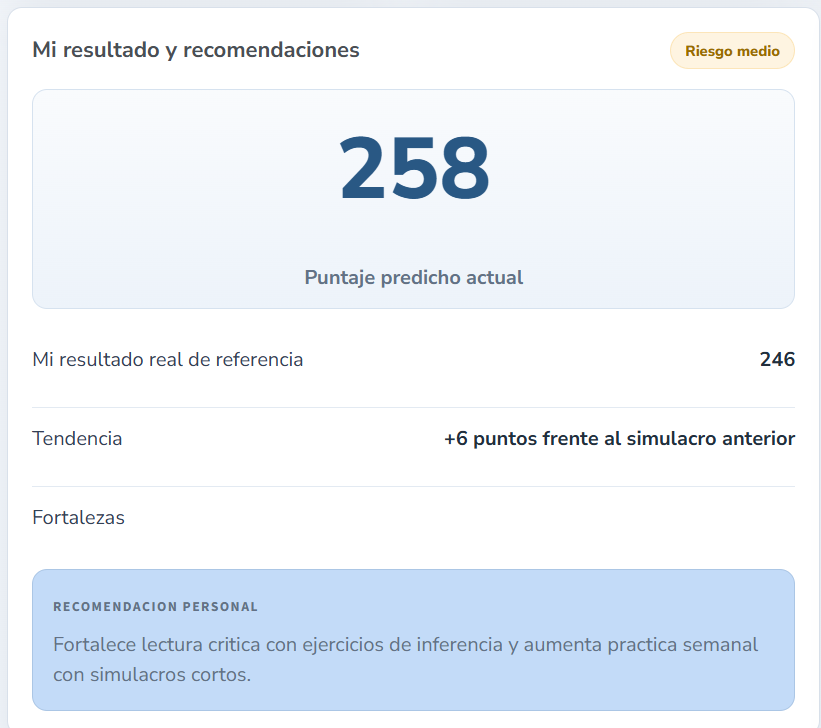 Mi resultado y recomendaciones
Riesgo medio
258
Puntaje predicho actual
Mi resultado real de referencia
246
Tendencia
+6 puntos frente al simulacro anterior
Fortalezas
RECOMENDACION PERSONAL
Fortalece lectura critica con ejercicios de inferencia y aumenta practica semanal
con simulacros cortos.